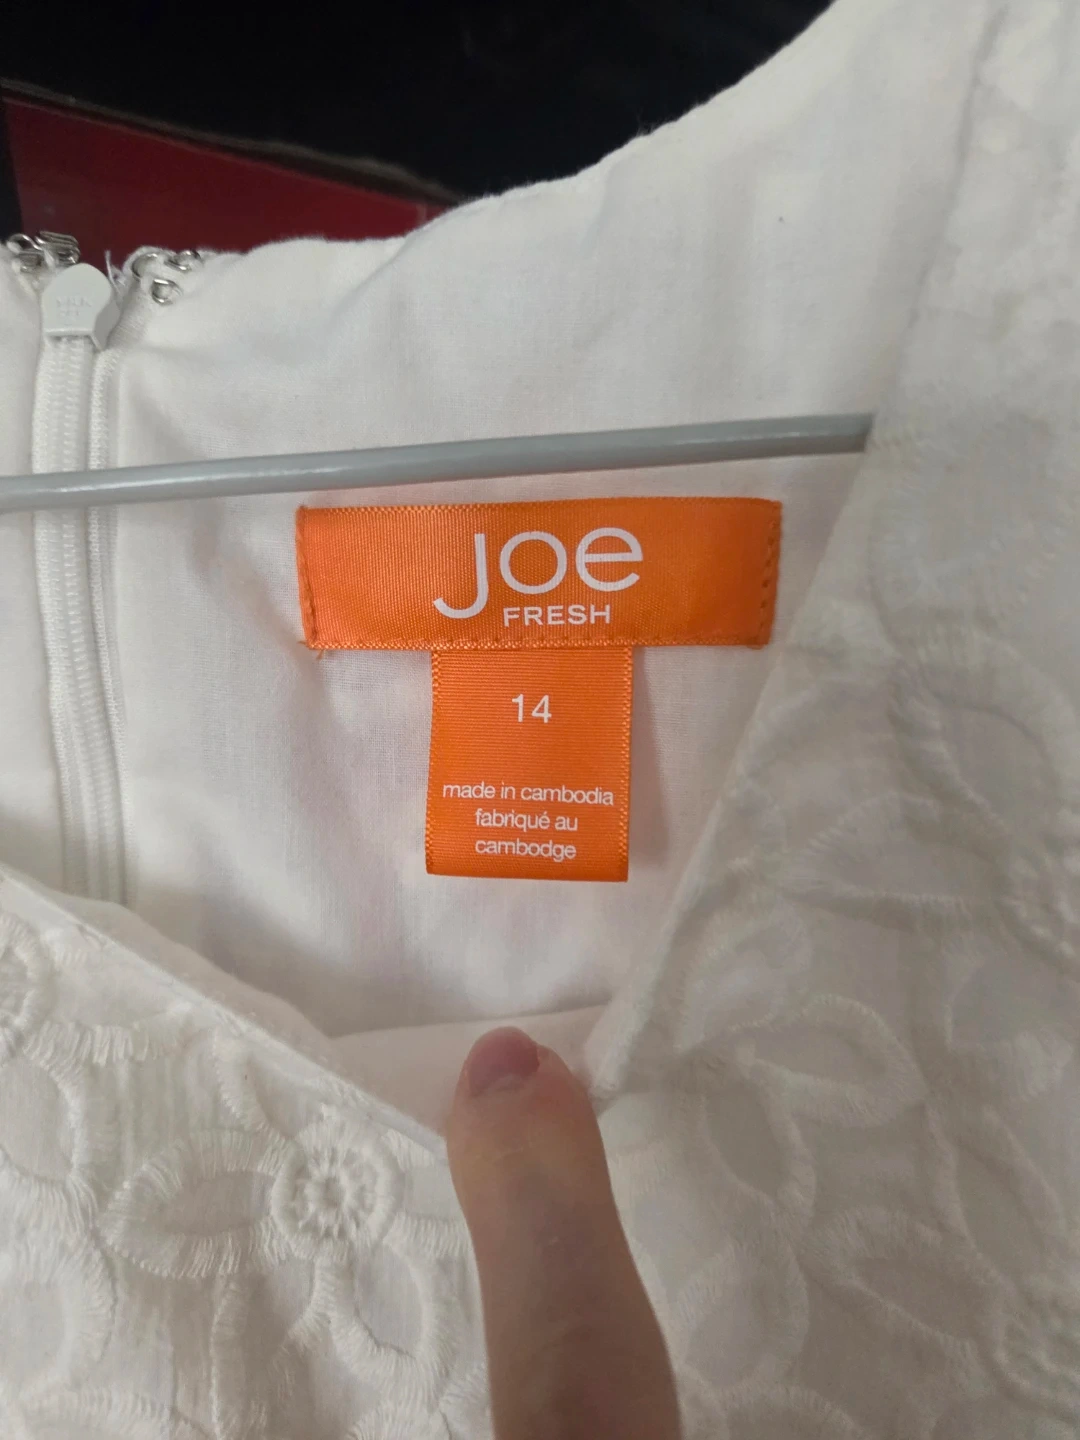 joe
FRESH
14
made in cambodia
fabriqué au
cambodge